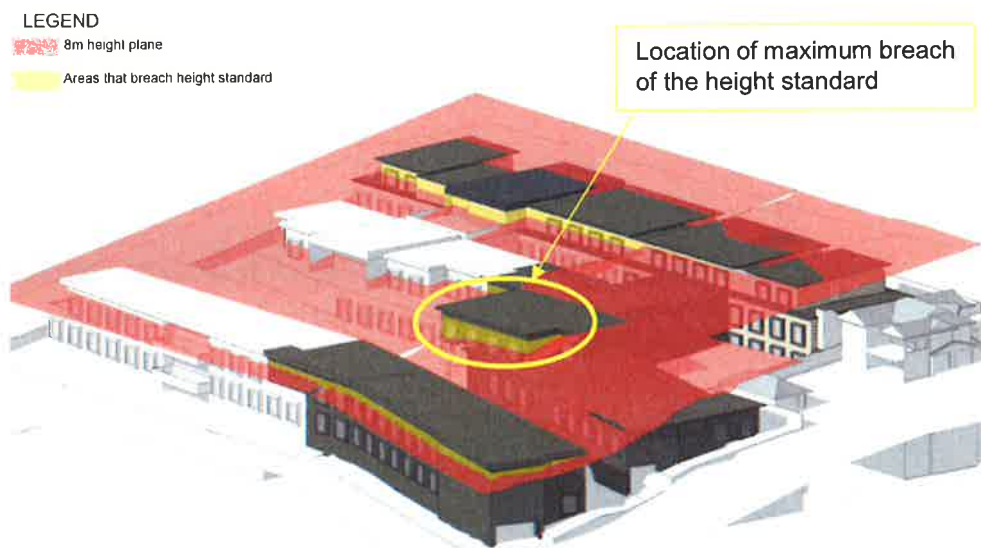 LEGEND
8m height plane
Areas that breach height standard
Location of maximum breach
of the height standard